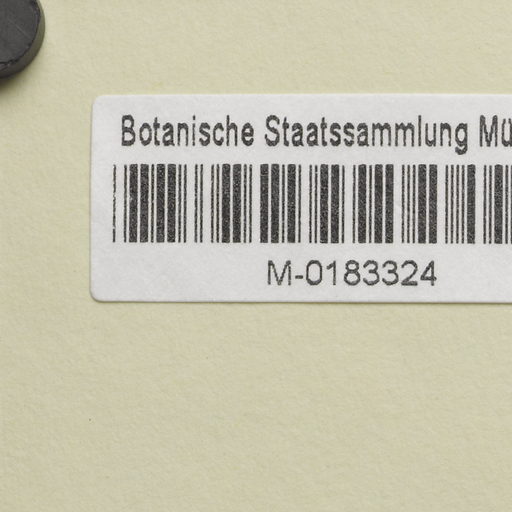 Botanische Staatssammlung Mü
M-0183324